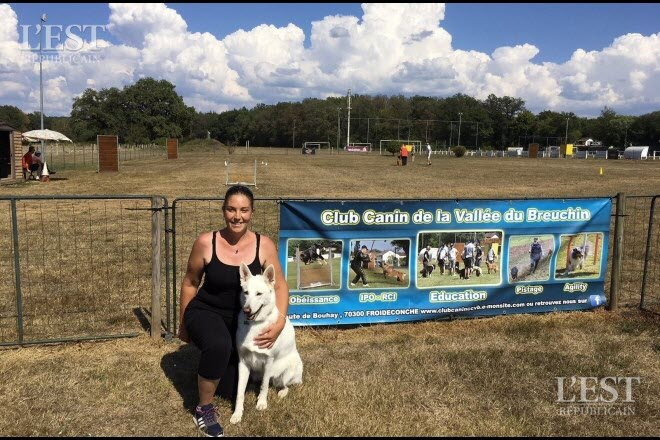 L'EST
RÉPUBLICAIN
Club Canin de la Vallée du Breuchin
Obéissance
IPO - RCI
Education
Pistage
Agility
www.clubcaninccvb.e-monsite.com ou retrouvez nous sur
ute de Bouhay , 70300 FROIDECONCHE
L'EST
RÉPUBLICAIN